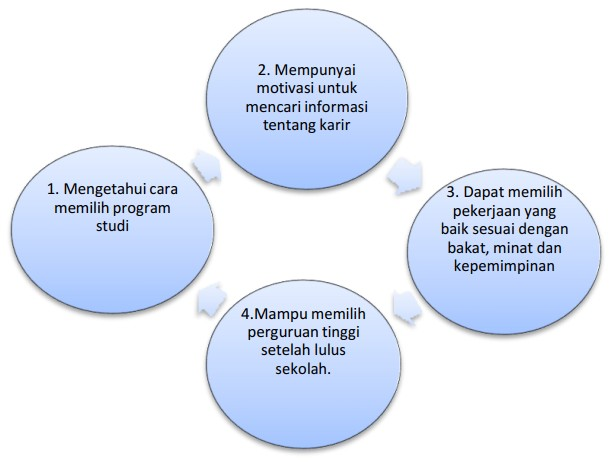 1. Mengetahui cara
memilih program
studi
2. Mempunyai
motivasi untuk
mencari informasi
tentang karir
3. Dapat memilih
pekerjaan yang
baik sesuai dengan
bakat, minat dan
kepemimpinan
4.Mampu memilih
perguruan tinggi
setelah lulus
sekolah.